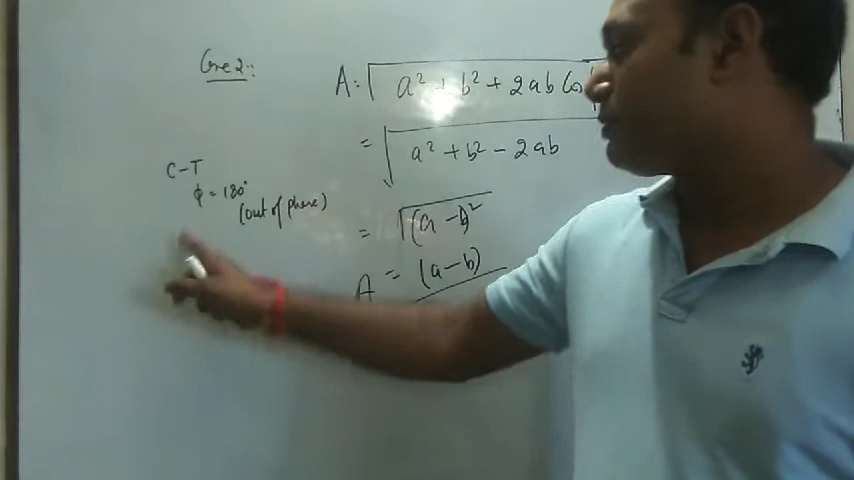 Case 2:
A = √a² + b² + 2ab Cos
= √a² + b² - 2ab
C-T
ϕ = 180°
(out of phase)
= √(a - b)²
A = (a-b)